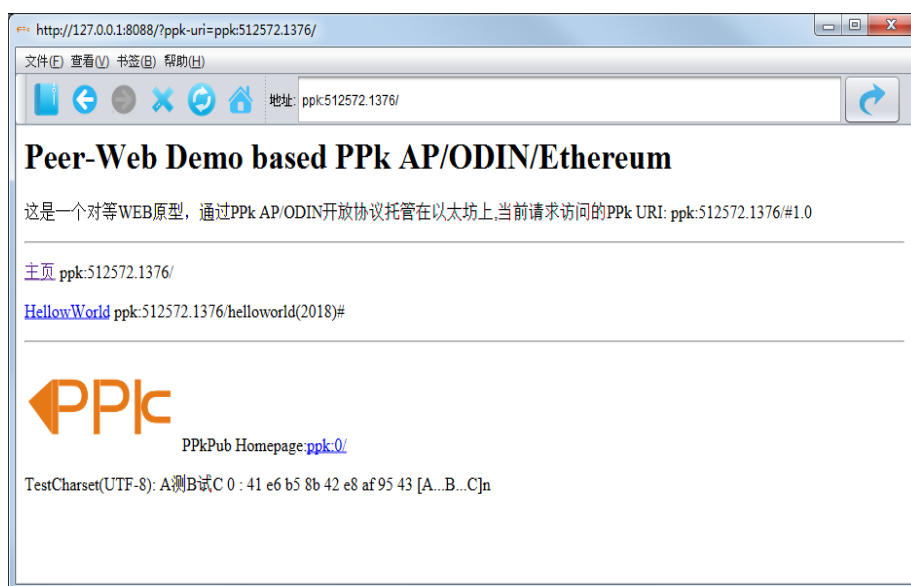 http://127.0.0.1:8088/?ppk-uri=ppk:512572.1376/
文件(F) 查看(V) 书签(B) 帮助(H)
地址: ppk:512572.1376/
Peer-Web Demo based PPk AP/ODIN/Ethereum
这是一个对等WEB原型，通过PPk AP/ODIN开放协议托管在以太坊上,当前请求访问的PPk URI: ppk:512572.1376/#1.0
主页 ppk:512572.1376/
HellowWorld ppk:512572.1376/helloworld(2018)#
PPk
PPkPub Homepage:ppk:0/
TestCharset(UTF-8): A测B试C 0 : 41 e6 b5 8b 42 e8 af 95 43 [A...B...C]n